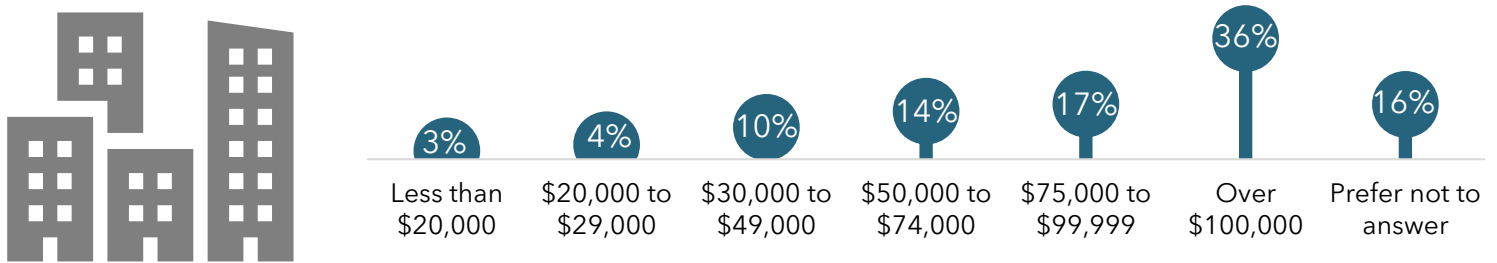 3%
4%
10%
14%
17%
36%
16%
Less than
$20,000
$20,000 to
$29,000
$30,000 to
$49,000
$50,000 to
$74,000
$75,000 to
$99,999
Over
$100,000
Prefer not to
answer